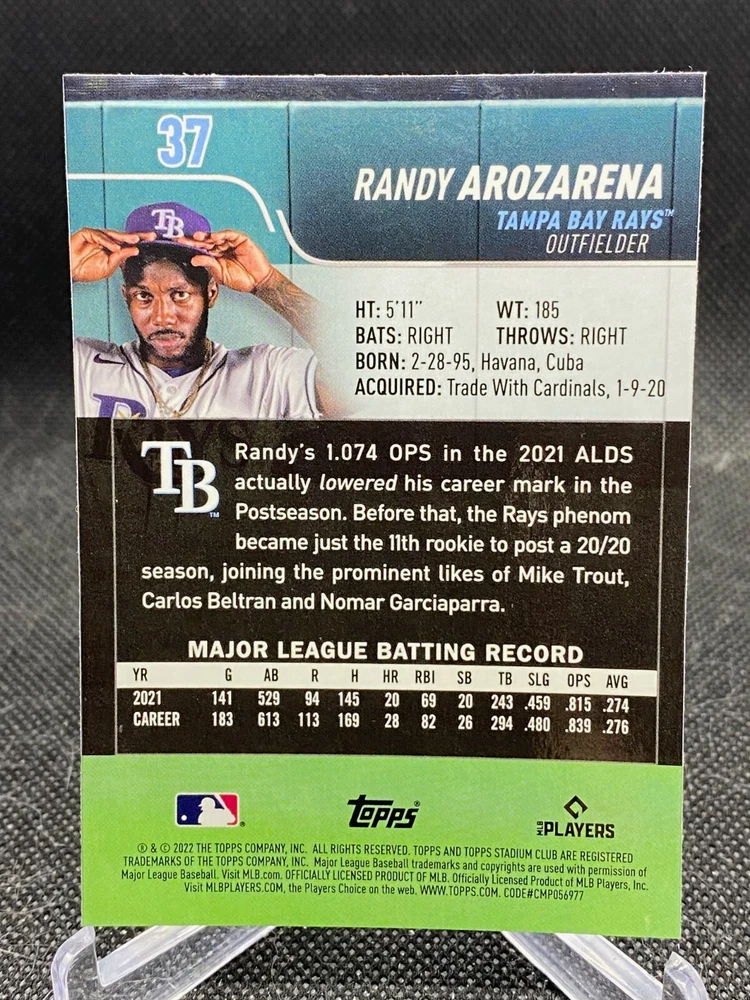 37
RANDY AROZARENA
TAMPA BAY RAYS™
OUTFIELDER
TB
HT: 5'11" WT: 185
BATS: RIGHT THROWS: RIGHT
BORN: 2-28-95, Havana, Cuba
ACQUIRED: Trade With Cardinals, 1-9-20
TB™
Randy's 1.074 OPS in the 2021 ALDS
actually lowered his career mark in the
Postseason. Before that, the Rays phenom
became just the 11th rookie to post a 20/20
season, joining the prominent likes of Mike Trout,
Carlos Beltran and Nomar Garciaparra.
MAJOR LEAGUE BATTING RECORD
YR G AB R H HR RBI SB TB SLG OPS AVG
2021 141 529 94 145 20 69 20 243 .459 .815 .274
CAREER 183 613 113 169 28 82 26 294 .480 .839 .276
topps®
MLB PLAYERS
® & © 2022 THE TOPPS COMPANY, INC. ALL RIGHTS RESERVED. TOPPS AND TOPPS STADIUM CLUB ARE REGISTERED
TRADEMARKS OF THE TOPPS COMPANY, INC. Major League Baseball trademarks and copyrights are used with permission of
Major League Baseball. Visit MLB.com. OFFICIALLY LICENSED PRODUCT OF MLB. Officially Licensed Product of MLB Players, Inc.
Visit MLBPLAYERS.COM, the Players Choice on the web. WWW.TOPPS.COM. CODE#CMP056977